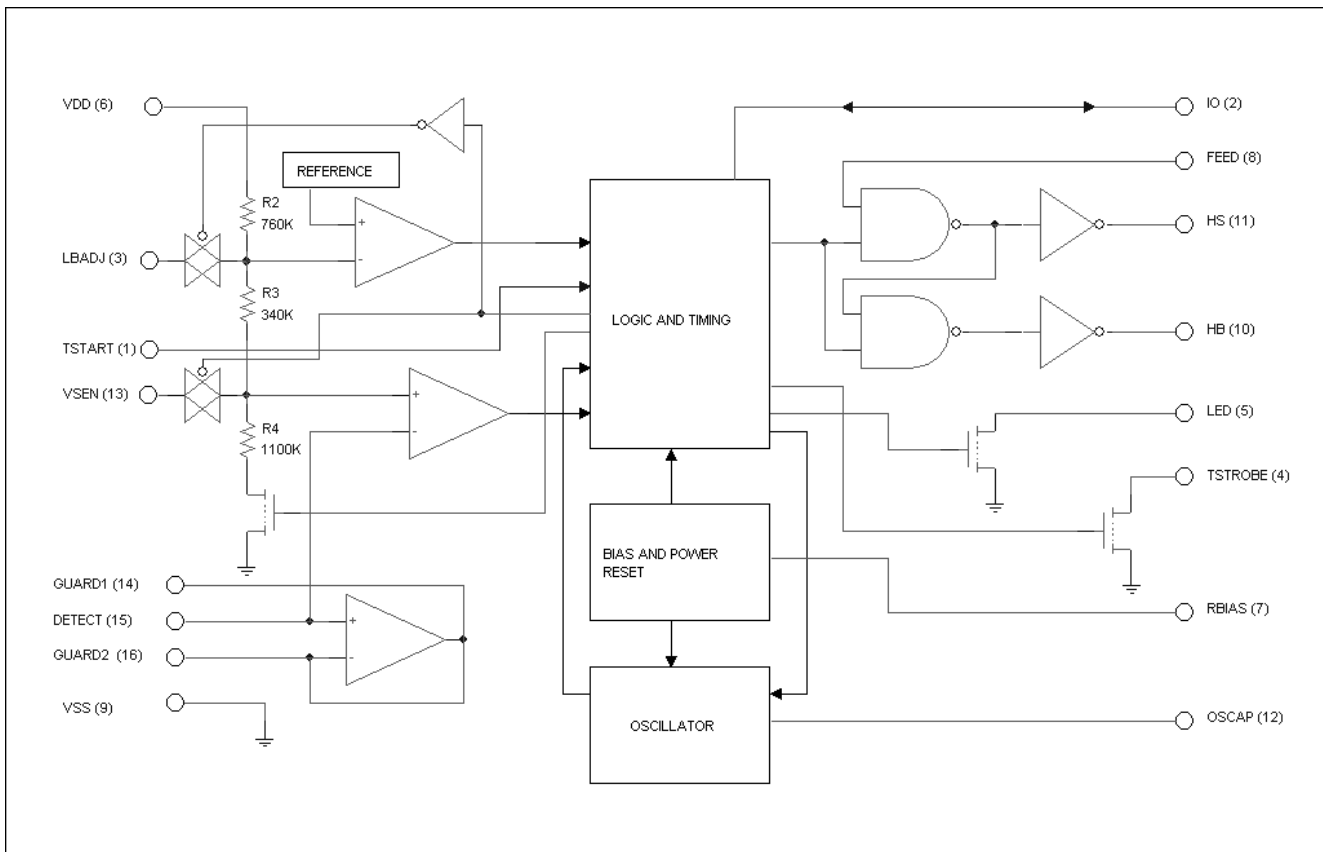 VDD (6)
IO (2)
FEED (8)
REFERENCE
R2
760K
+
HS (11)
LBADJ (3)
-
R3
340K
LOGIC AND TIMING
HB (10)
TSTART (1)
VSEN (13)
+
LED (5)
R4
1100K
-
TSTROBE (4)
BIAS AND POWER
RESET
GUARD1 (14)
DETECT (15)
+
RBIAS (7)
GUARD2 (16)
-
VSS (9)
OSCILLATOR
OSCAP (12)